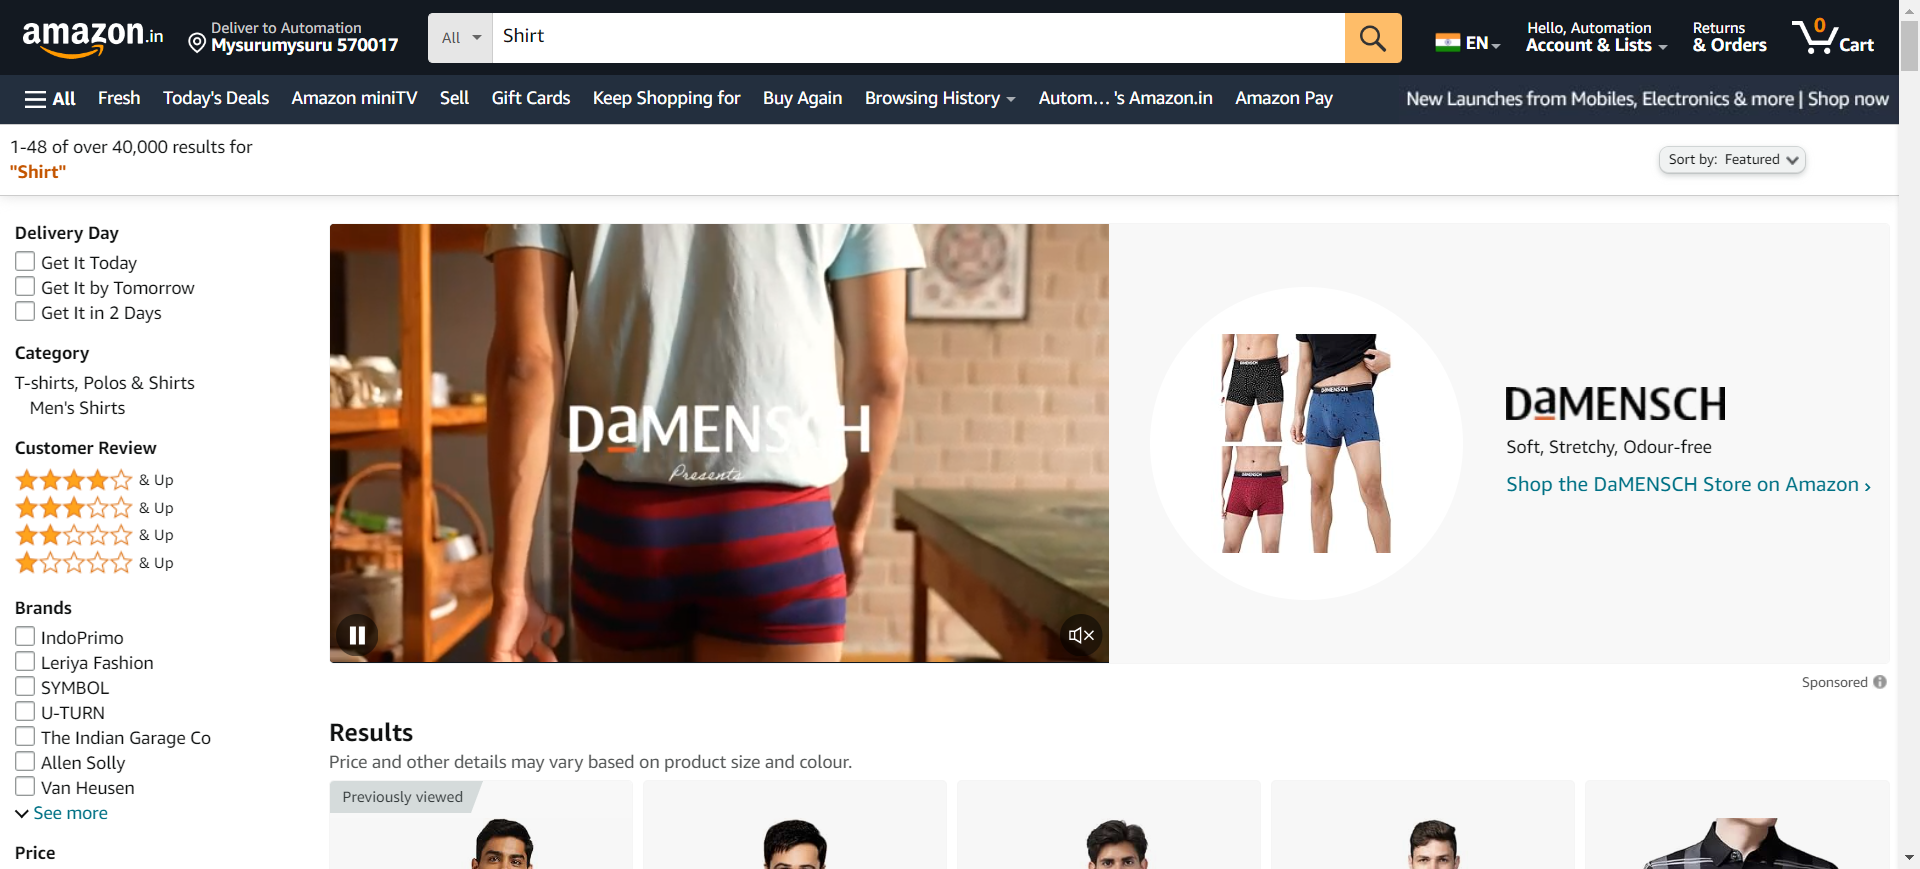 amazon.in
Deliver to Automation
Mysurumysuru 570017
All
Shirt
EN
Hello, Automation
Account & Lists
Returns
& Orders
0
Cart
All
Fresh
Today's Deals
Amazon miniTV
Sell
Gift Cards
Keep Shopping for
Buy Again
Browsing History
Autom... 's Amazon.in
Amazon Pay
New Launches from Mobiles, Electronics & more | Shop now
1-48 of over 40,000 results for
"Shirt"
Sort by: Featured
Delivery Day
Get It Today
Get It by Tomorrow
Get It in 2 Days
Category
T-shirts, Polos & Shirts
Men's Shirts
Customer Review
& Up
& Up
& Up
& Up
Brands
IndoPrimo
Leriya Fashion
SYMBOL
U-TURN
The Indian Garage Co
Allen Solly
Van Heusen
See more
Price
DaMENSCH
Presents
DAMENSCH
DAMENSCH
DAMENSCH
DaMENSCH
Soft, Stretchy, Odour-free
Shop the DaMENSCH Store on Amazon ›
Sponsored
Results
Price and other details may vary based on product size and colour.
Previously viewed